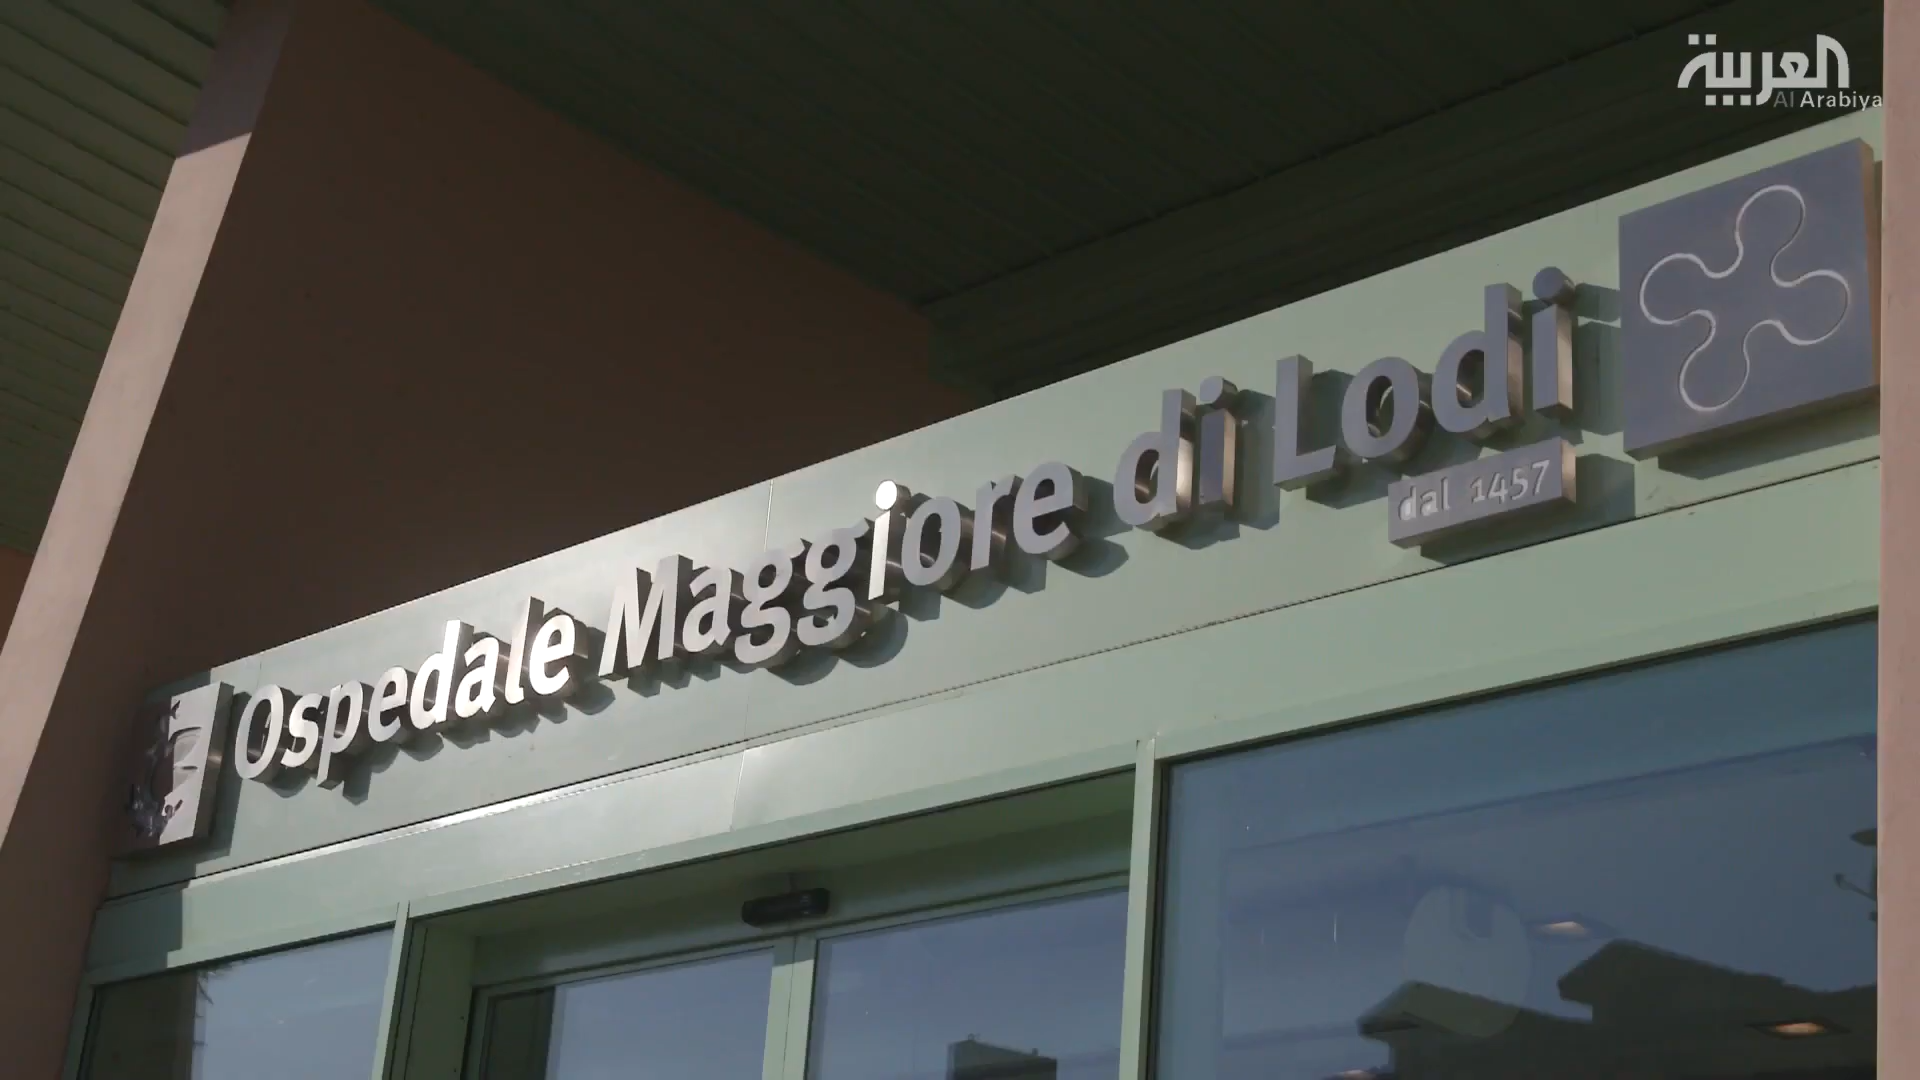 العربية
Al Arabiya
Ospedale Maggiore di Lodi
dal 1457